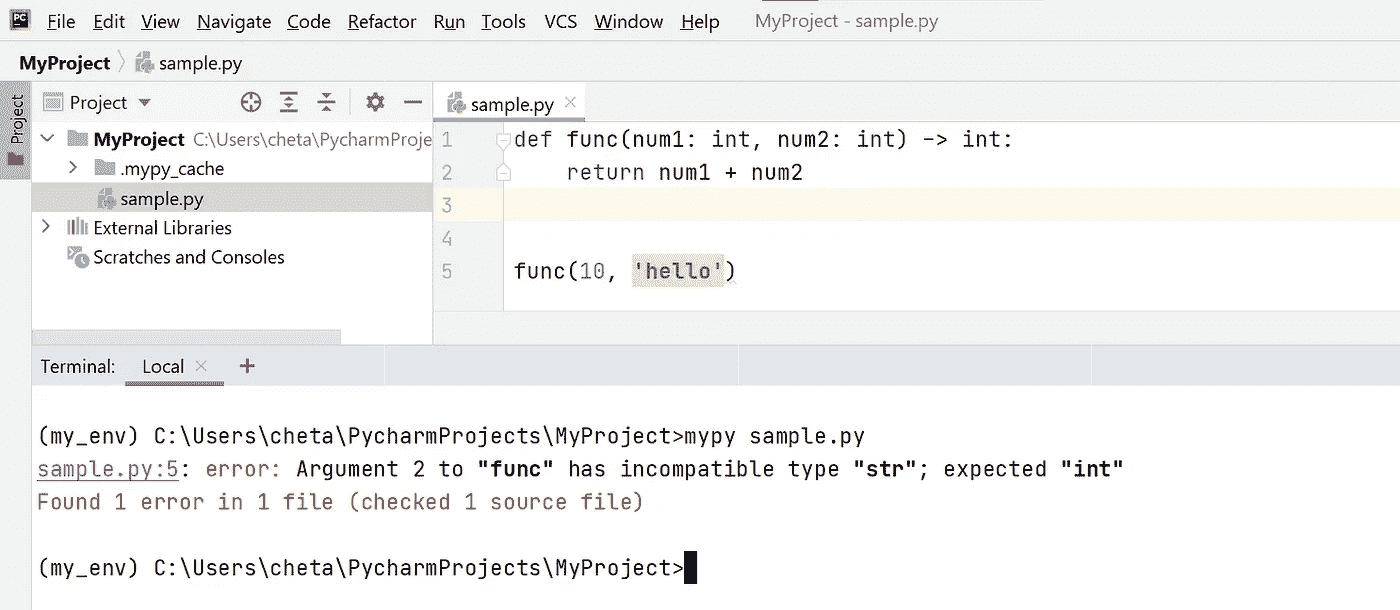 PC File Edit View Navigate Code Refactor Run Tools VCS Window Help MyProject - sample.py
MyProject sample.py
Project
Project
MyProject C:\Users\cheta\PycharmProje
.mypy_cache
sample.py
External Libraries
Scratches and Consoles
sample.py
1 def func(num1: int, num2: int) -> int:
2     return num1 + num2
3
4
5 func(10, 'hello')
Terminal: Local
(my_env) C:\Users\cheta\PycharmProjects\MyProject>mypy sample.py
sample.py:5: error: Argument 2 to "func" has incompatible type "str"; expected "int"
Found 1 error in 1 file (checked 1 source file)
(my_env) C:\Users\cheta\PycharmProjects\MyProject>